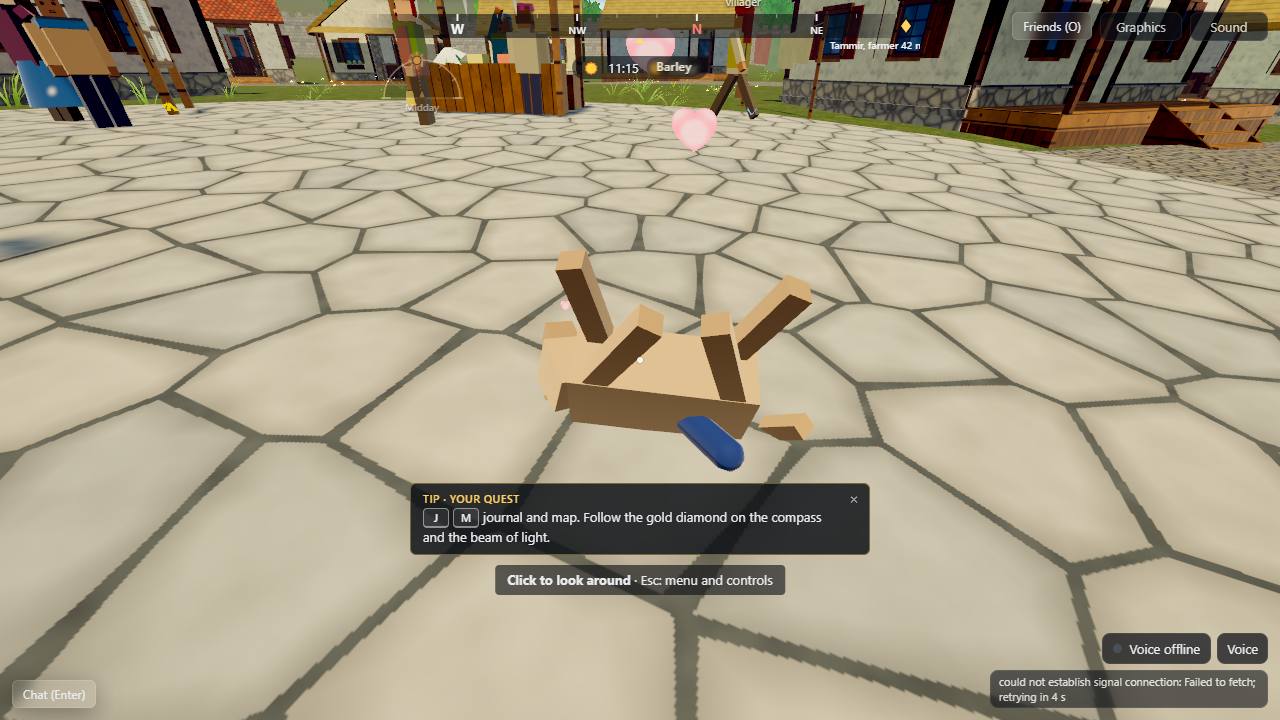 Villager
W
NW
N
NE
Friends (O)
Graphics
Sound
Tammir, farmer 42 m
11:15
Barley
Midday
TIP · YOUR QUEST
×
J M journal and map. Follow the gold diamond on the compass
and the beam of light.
Click to look around · Esc: menu and controls
Voice offline
Voice
could not establish signal connection: Failed to fetch;
retrying in 4 s
Chat (Enter)